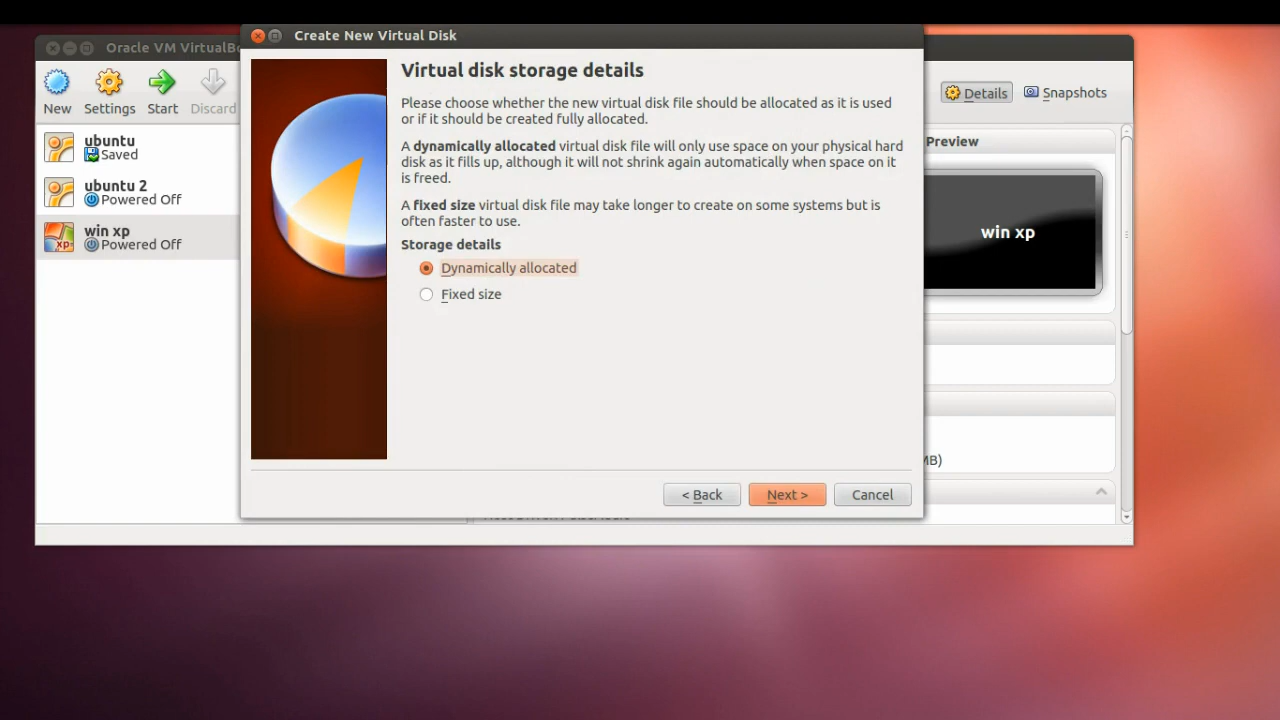 Create New Virtual Disk
Oracle VM VirtualBo
New
Settings
Start
Discard
Details
Snapshots
ubuntu
Saved
ubuntu 2
Powered Off
win xp
Powered Off
Virtual disk storage details
Please choose whether the new virtual disk file should be allocated as it is used
or if it should be created fully allocated.
A dynamically allocated virtual disk file will only use space on your physical hard
disk as it fills up, although it will not shrink again automatically when space on it
is freed.
A fixed size virtual disk file may take longer to create on some systems but is
often faster to use.
Storage details
Dynamically allocated
Fixed size
< Back
Next >
Cancel
Preview
win xp
MB)